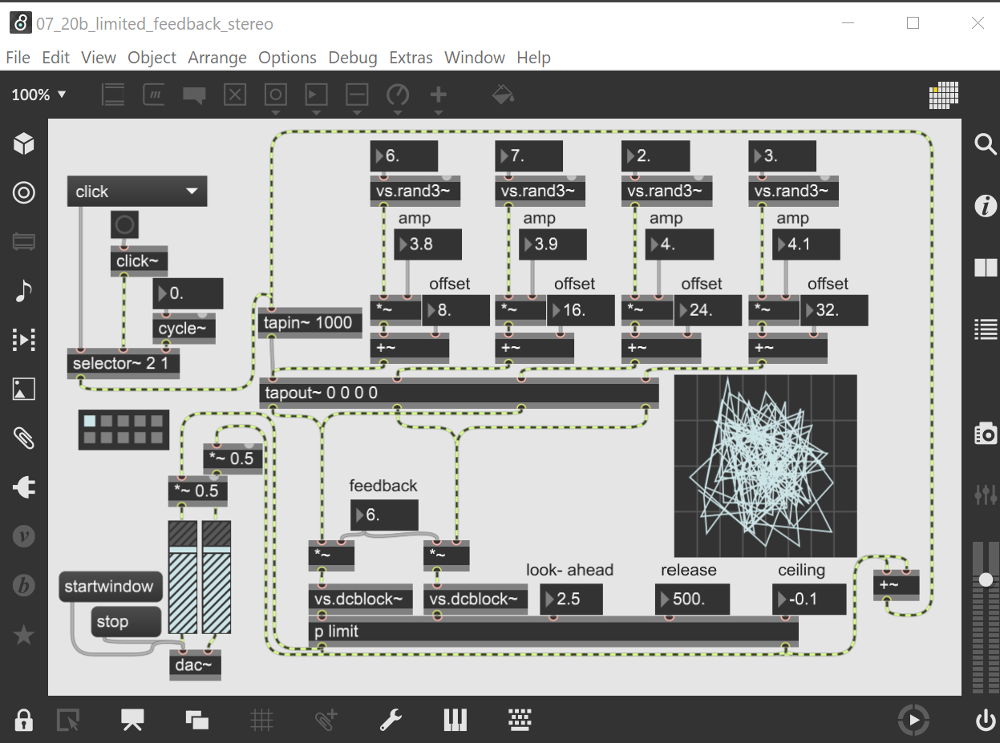 07_20b_limited_feedback_stereo
File Edit View Object Arrange Options Debug Extras Window Help
100%
m
6.
7.
2.
3.
click
vs.rand3~
vs.rand3~
vs.rand3~
vs.rand3~
amp
amp
amp
amp
3.8
3.9
4.
4.1
click~
offset
offset
offset
offset
0.
*~
8.
*~
16.
*~
24.
*~
32.
tapin~ 1000
cycle~
+~
+~
+~
+~
selector~ 2 1
tapout~ 0 0 0 0
*~ 0.5
*~ 0.5
feedback
6.
*~
*~
look- ahead
release
ceiling
startwindow
vs.dcblock~
vs.dcblock~
2.5
500.
-0.1
+~
stop
p limit
dac~